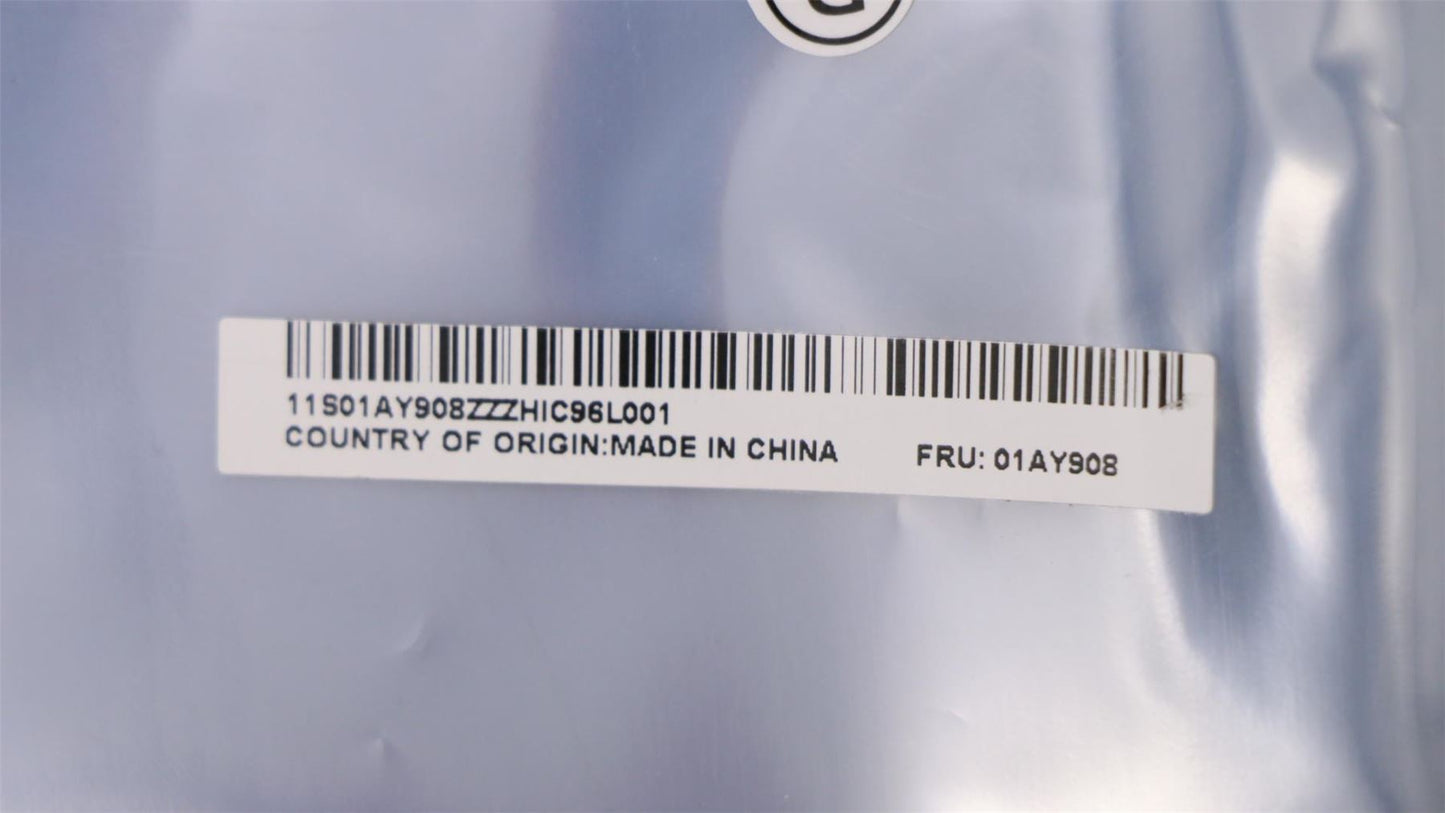 11S01AY908ZZZHIC96L001
COUNTRY OF ORIGIN:MADE IN CHINA
FRU: 01AY908